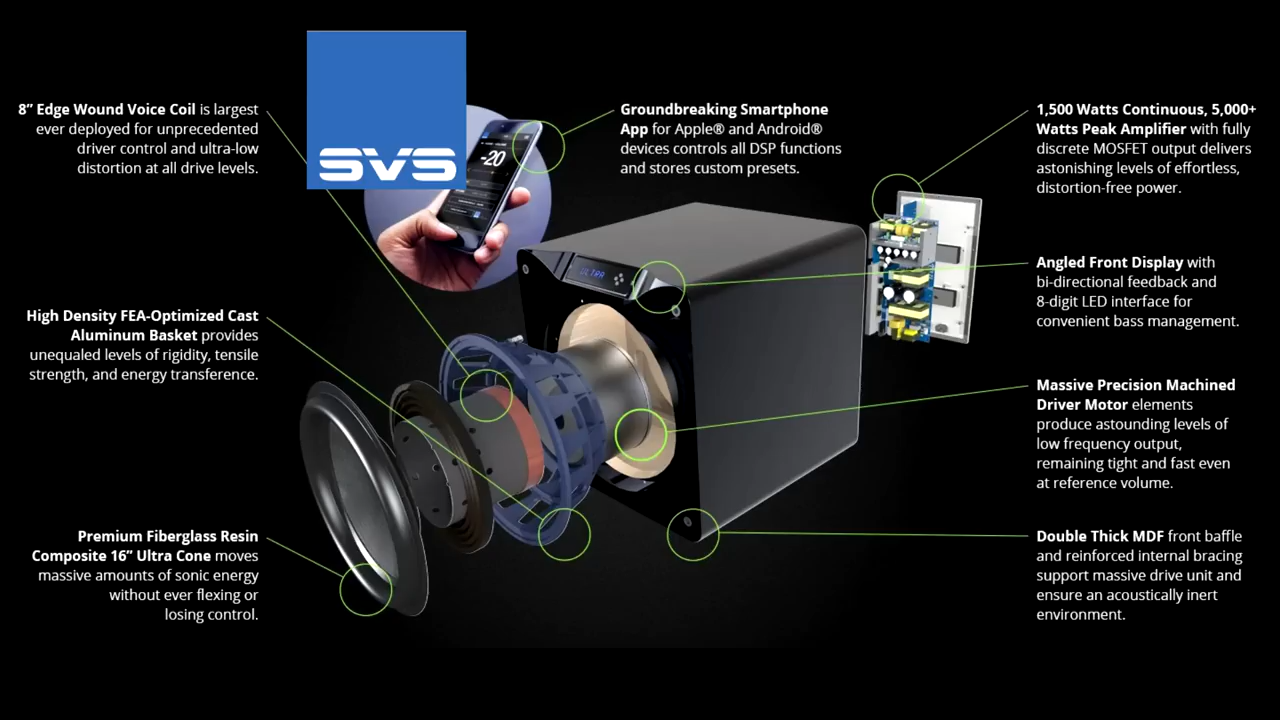 SVS
8” Edge Wound Voice Coil is largest
ever deployed for unprecedented
driver control and ultra-low
distortion at all drive levels.
Groundbreaking Smartphone
App for Apple® and Android®
devices controls all DSP functions
and stores custom presets.
-20
1,500 Watts Continuous, 5,000+
Watts Peak Amplifier with fully
discrete MOSFET output delivers
astonishing levels of effortless,
distortion-free power.
ULTRA
Angled Front Display with
bi-directional feedback and
8-digit LED interface for
convenient bass management.
High Density FEA-Optimized Cast
Aluminum Basket provides
unequaled levels of rigidity, tensile
strength, and energy transference.
Massive Precision Machined
Driver Motor elements
produce astounding levels of
low frequency output,
remaining tight and fast even
at reference volume.
Premium Fiberglass Resin
Composite 16” Ultra Cone moves
massive amounts of sonic energy
without ever flexing or
losing control.
Double Thick MDF front baffle
and reinforced internal bracing
support massive drive unit and
ensure an acoustically inert
environment.